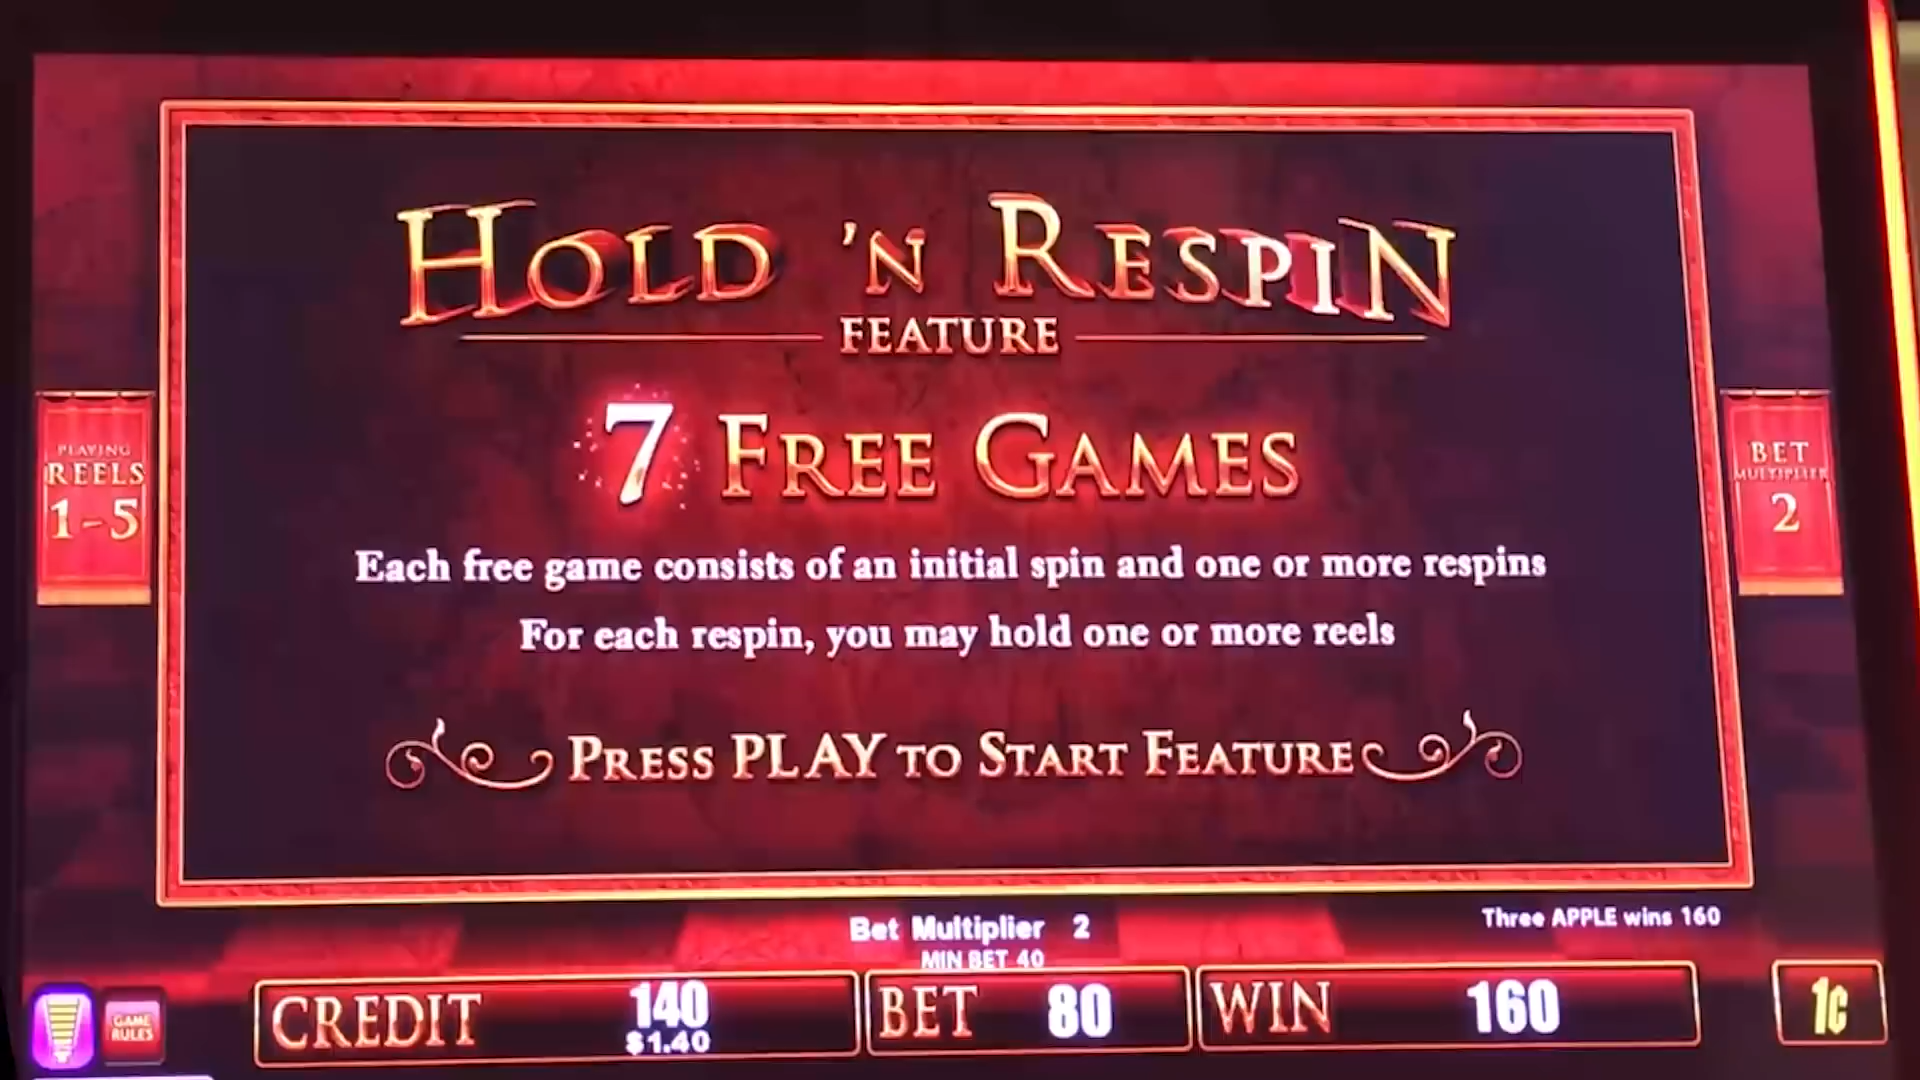 HOLD 'N RESPIN
FEATURE
7 FREE GAMES
Each free game consists of an initial spin and one or more respins
For each respin, you may hold one or more reels
PRESS PLAY TO START FEATURE
PLAYING
REELS
1-5
BET
MULTIPLIER
2
Bet Multiplier 2
MIN BET 40
Three APPLE wins 160
GAME
RULES
CREDIT 140
$1.40
BET 80
WIN 160
1¢